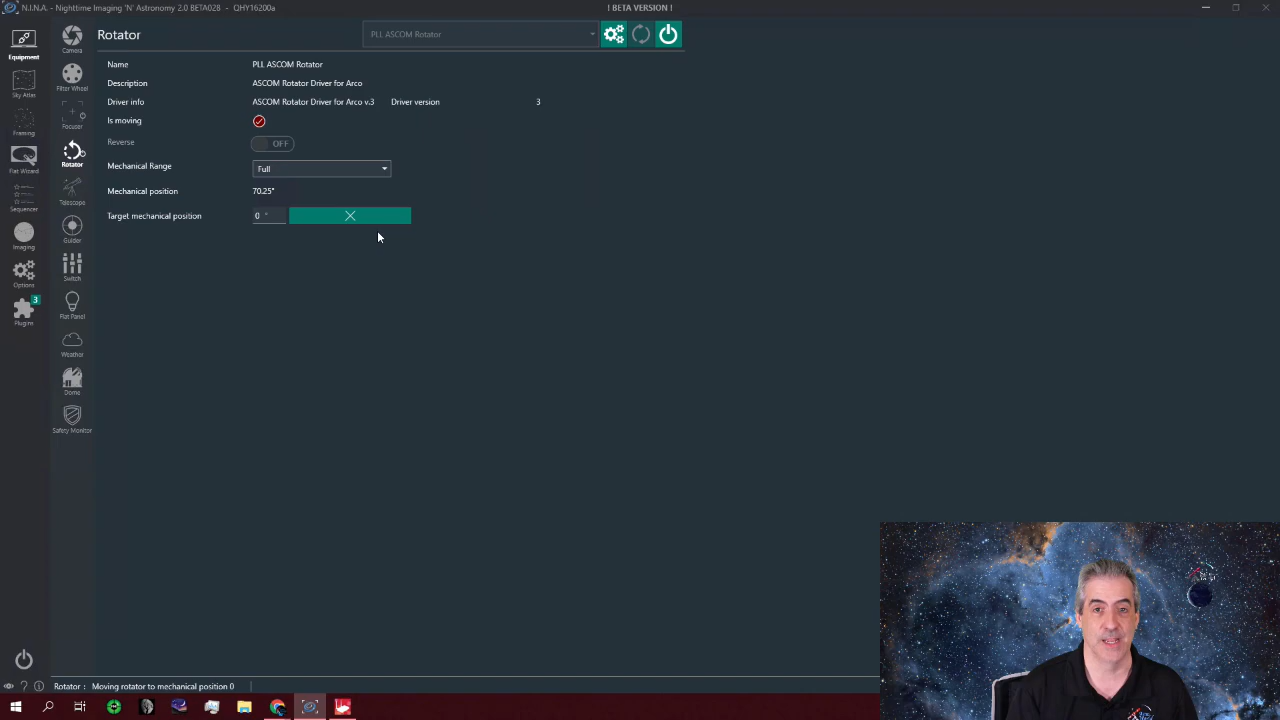 N.I.N.A. - Nighttime Imaging 'N' Astronomy 2.0 BETA028 - QHY16200a
! BETA VERSION !
Equipment
Sky Atlas
Framing
Flat Wizard
Sequencer
Imaging
Options
3
Plugins
Camera
Filter Wheel
Focuser
Rotator
Telescope
Guider
Switch
Flat Panel
Weather
Dome
Safety Monitor
Rotator
PLL ASCOM Rotator
Name PLL ASCOM Rotator
Description ASCOM Rotator Driver for Arco
Driver info ASCOM Rotator Driver for Arco v.3 Driver version 3
Is moving
Reverse OFF
Mechanical Range Full
Mechanical position 70.25°
Target mechanical position 0 °
Rotator : Moving rotator to mechanical position 0